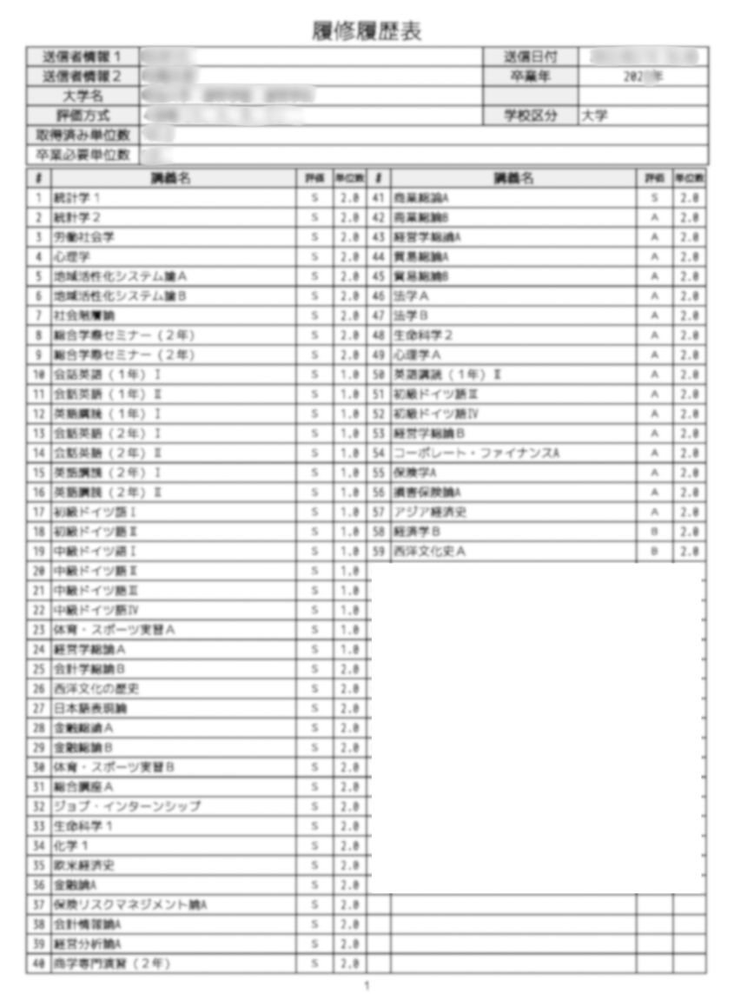 履修履歴表
送信者情報1 送信日付
送信者情報2 卒業年 202 年
大学名
評価方式 学校区分 大学
取得済み単位数
卒業必要単位数
# 講義名 評価 単位数 # 講義名 評価 単位数
1 統計学1 S 2.0 41 商業総論A S 2.0
2 統計学2 S 2.0 42 商業総論B A 2.0
3 労働社会学 S 2.0 43 経営学総論A A 2.0
4 心理学 S 2.0 44 貿易総論A A 2.0
5 地域活性化システム論A S 2.0 45 貿易総論B A 2.0
6 地域活性化システム論B S 2.0 46 法学A A 2.0
7 社会階層論 S 2.0 47 法学B A 2.0
8 総合学際セミナー(2年) S 2.0 48 生命科学2 A 2.0
9 総合学際セミナー(2年) S 2.0 49 心理学A A 2.0
10 会話英語(1年)Ⅰ S 1.0 50 英語講読(1年)Ⅱ A 2.0
11 会話英語(1年)Ⅱ S 1.0 51 初級ドイツ語Ⅲ A 2.0
12 英語講読(1年)Ⅰ S 1.0 52 初級ドイツ語Ⅳ A 2.0
13 会話英語(2年)Ⅰ S 1.0 53 経営学総論B A 2.0
14 会話英語(2年)Ⅱ S 1.0 54 コーポレート・ファイナンスA A 2.0
15 英語講読(2年)Ⅰ S 1.0 55 保険学A A 2.0
16 英語講読(2年)Ⅱ S 1.0 56 損害保険論A A 2.0
17 初級ドイツ語Ⅰ S 1.0 57 アジア経済史 A 2.0
18 初級ドイツ語Ⅱ S 1.0 58 経済学B B 2.0
19 中級ドイツ語Ⅰ S 1.0 59 西洋文化史A B 2.0
20 中級ドイツ語Ⅱ S 1.0
21 中級ドイツ語Ⅲ S 1.0
22 中級ドイツ語Ⅳ S 1.0
23 体育・スポーツ実習A S 1.0
24 経営学総論A S 1.0
25 会計学総論B S 2.0
26 西洋文化の歴史 S 2.0
27 日本語表現論 S 2.0
28 金融総論A S 2.0
29 金融総論B S 2.0
30 体育・スポーツ実習B S 2.0
31 総合講座A S 2.0
32 ジョブ・インターンシップ S 2.0
33 生命科学1 S 2.0
34 化学1 S 2.0
35 欧米経済史 S 2.0
36 金融論A S 2.0
37 保険リスクマネジメント論A S 2.0
38 会計情報論A S 2.0
39 経営分析論A S 2.0
40 商学専門演習(2年) S 2.0
1